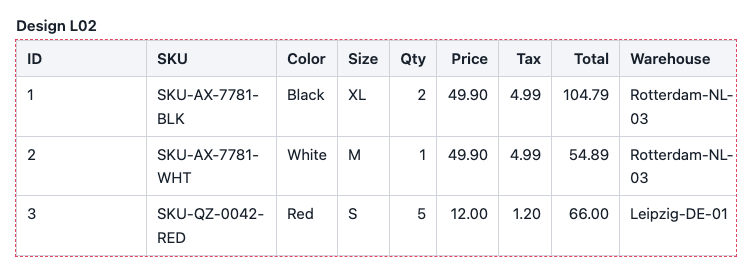 Design L02
ID SKU Color Size Qty Price Tax Total Warehouse
1 SKU-AX-7781- Black XL 2 49.90 4.99 104.79 Rotterdam-NL-
BLK 03
2 SKU-AX-7781- White M 1 49.90 4.99 54.89 Rotterdam-NL-
WHT 03
3 SKU-QZ-0042- Red S 5 12.00 1.20 66.00 Leipzig-DE-01
RED